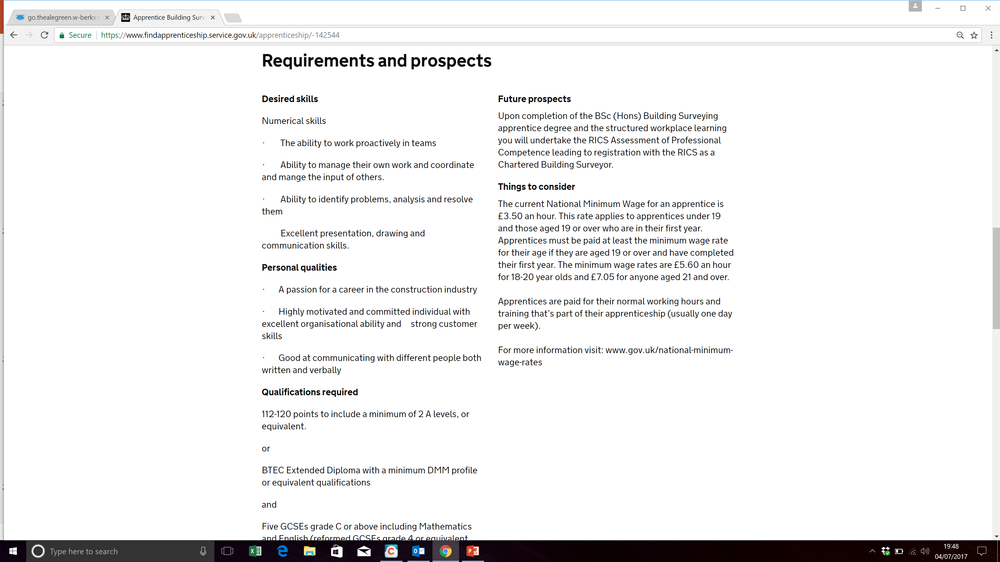 go.thealegreen.w-berks.s
Apprentice Building Surv
Secure
https://www.findapprenticeship.service.gov.uk/apprenticeship/-142544
Requirements and prospects
Desired skills
Numerical skills
· The ability to work proactively in teams
· Ability to manage their own work and coordinate
and mange the input of others.
· Ability to identify problems, analysis and resolve
them
Excellent presentation, drawing and
communication skills.
Personal qualities
· A passion for a career in the construction industry
· Highly motivated and committed individual with
excellent organisational ability and strong customer
skills
· Good at communicating with different people both
written and verbally
Qualifications required
112-120 points to include a minimum of 2 A levels, or
equivalent.
or
BTEC Extended Diploma with a minimum DMM profile
or equivalent qualifications
and
Five GCSEs grade C or above including Mathematics
and English (reformed GCSEs grade 4 or equivalent
Future prospects
Upon completion of the BSc (Hons) Building Surveying
apprentice degree and the structured workplace learning
you will undertake the RICS Assessment of Professional
Competence leading to registration with the RICS as a
Chartered Building Surveyor.
Things to consider
The current National Minimum Wage for an apprentice is
£3.50 an hour. This rate applies to apprentices under 19
and those aged 19 or over who are in their first year.
Apprentices must be paid at least the minimum wage rate
for their age if they are aged 19 or over and have completed
their first year. The minimum wage rates are £5.60 an hour
for 18-20 year olds and £7.05 for anyone aged 21 and over.
Apprentices are paid for their normal working hours and
training that’s part of their apprenticeship (usually one day
per week).
For more information visit: www.gov.uk/national-minimum-
wage-rates
Type here to search
19:48
04/07/2017